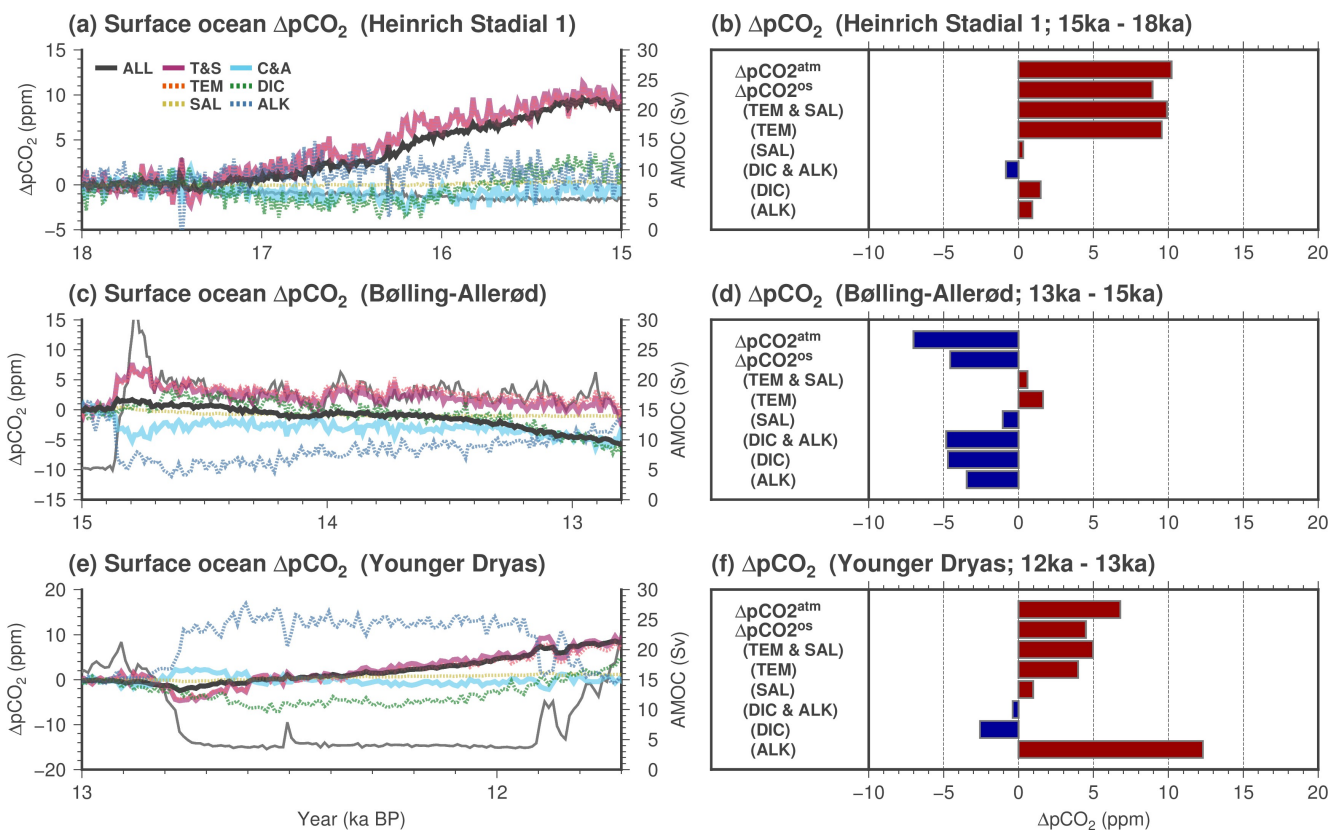 (a) Surface ocean ΔpCO₂ (Heinrich Stadial 1)
15
10
5
0
−5
ΔpCO₂ (ppm)
ALL T&S C&A
TEM DIC
SAL ALK
30
25
20
15
10
5
0
AMOC (Sv)
18 17 16 15
(b) ΔpCO₂ (Heinrich Stadial 1; 15ka - 18ka)
ΔpCO2ᵃᵗᵐ
ΔpCO2ᵒˢ
(TEM & SAL)
(TEM)
(SAL)
(DIC & ALK)
(DIC)
(ALK)
−10 −5 0 5 10 15 20
(c) Surface ocean ΔpCO₂ (Bølling-Allerød)
15
10
5
0
−5
−10
−15
ΔpCO₂ (ppm)
30
25
20
15
10
5
0
AMOC (Sv)
15 14 13
(d) ΔpCO₂ (Bølling-Allerød; 13ka - 15ka)
ΔpCO2ᵃᵗᵐ
ΔpCO2ᵒˢ
(TEM & SAL)
(TEM)
(SAL)
(DIC & ALK)
(DIC)
(ALK)
−10 −5 0 5 10 15 20
(e) Surface ocean ΔpCO₂ (Younger Dryas)
20
10
0
−10
−20
ΔpCO₂ (ppm)
30
25
20
15
10
5
0
AMOC (Sv)
13 12
Year (ka BP)
(f) ΔpCO₂ (Younger Dryas; 12ka - 13ka)
ΔpCO2ᵃᵗᵐ
ΔpCO2ᵒˢ
(TEM & SAL)
(TEM)
(SAL)
(DIC & ALK)
(DIC)
(ALK)
−10 −5 0 5 10 15 20
ΔpCO₂ (ppm)